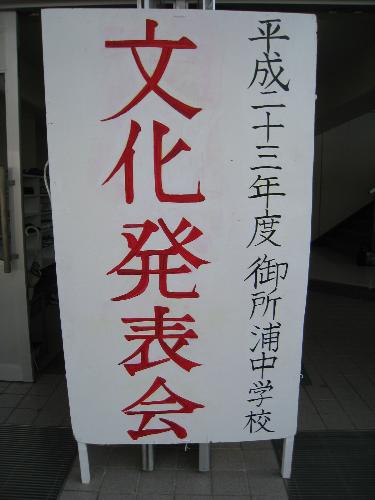 平成二十三年度 御所浦中学校
文化発表会